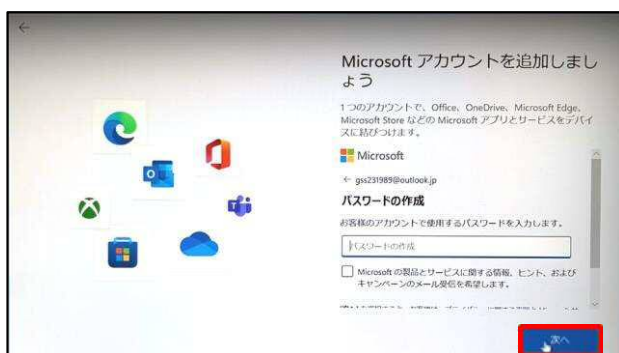 Microsoft アカウントを追加しまし
ょう
1 つのアカウントで、Office、OneDrive、Microsoft Edge、
Microsoft Store などの Microsoft アプリとサービスをデバイ
スに結びつけます。
Microsoft
← gss231989@outlook.jp
パスワードの作成
お客様のアカウントで使用するパスワードを入力します。
パスワードの作成
Microsoft の製品とサービスに関する情報、ヒント、および
キャンペーンのメール受信を希望します。
次へ